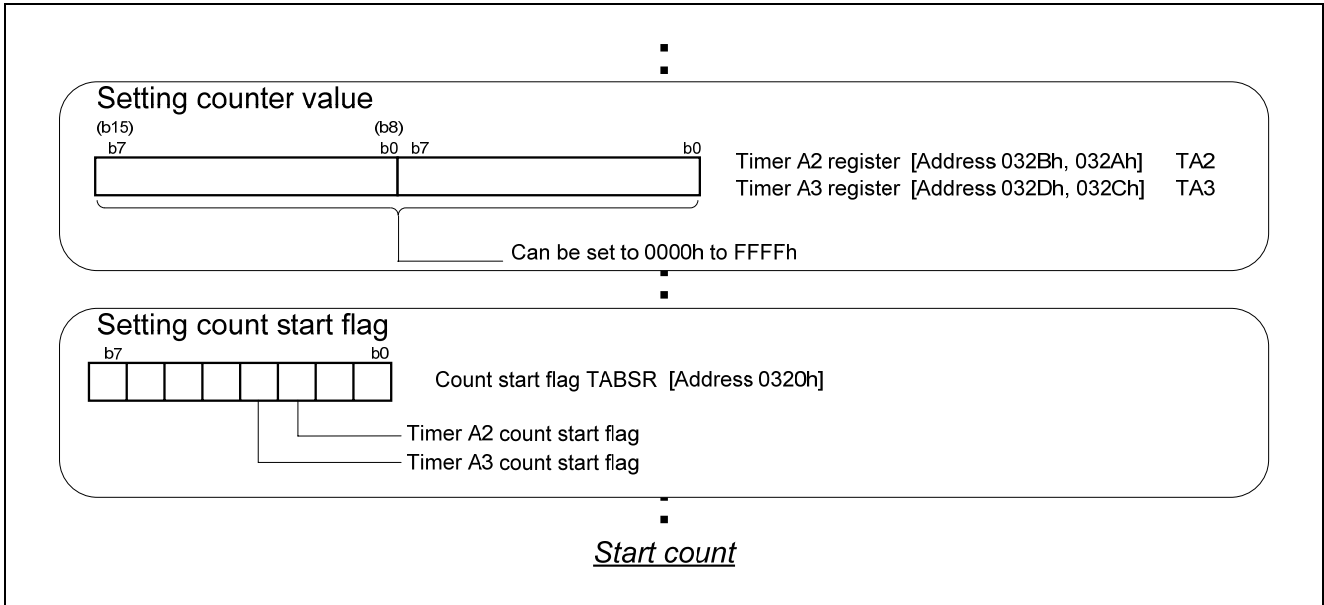 Setting counter value
(b15) (b8)
b7 b0 b7 b0
Timer A2 register [Address 032Bh, 032Ah] TA2
Timer A3 register [Address 032Dh, 032Ch] TA3
Can be set to 0000h to FFFFh
Setting count start flag
b7 b0
Count start flag TABSR [Address 0320h]
Timer A2 count start flag
Timer A3 count start flag
Start count